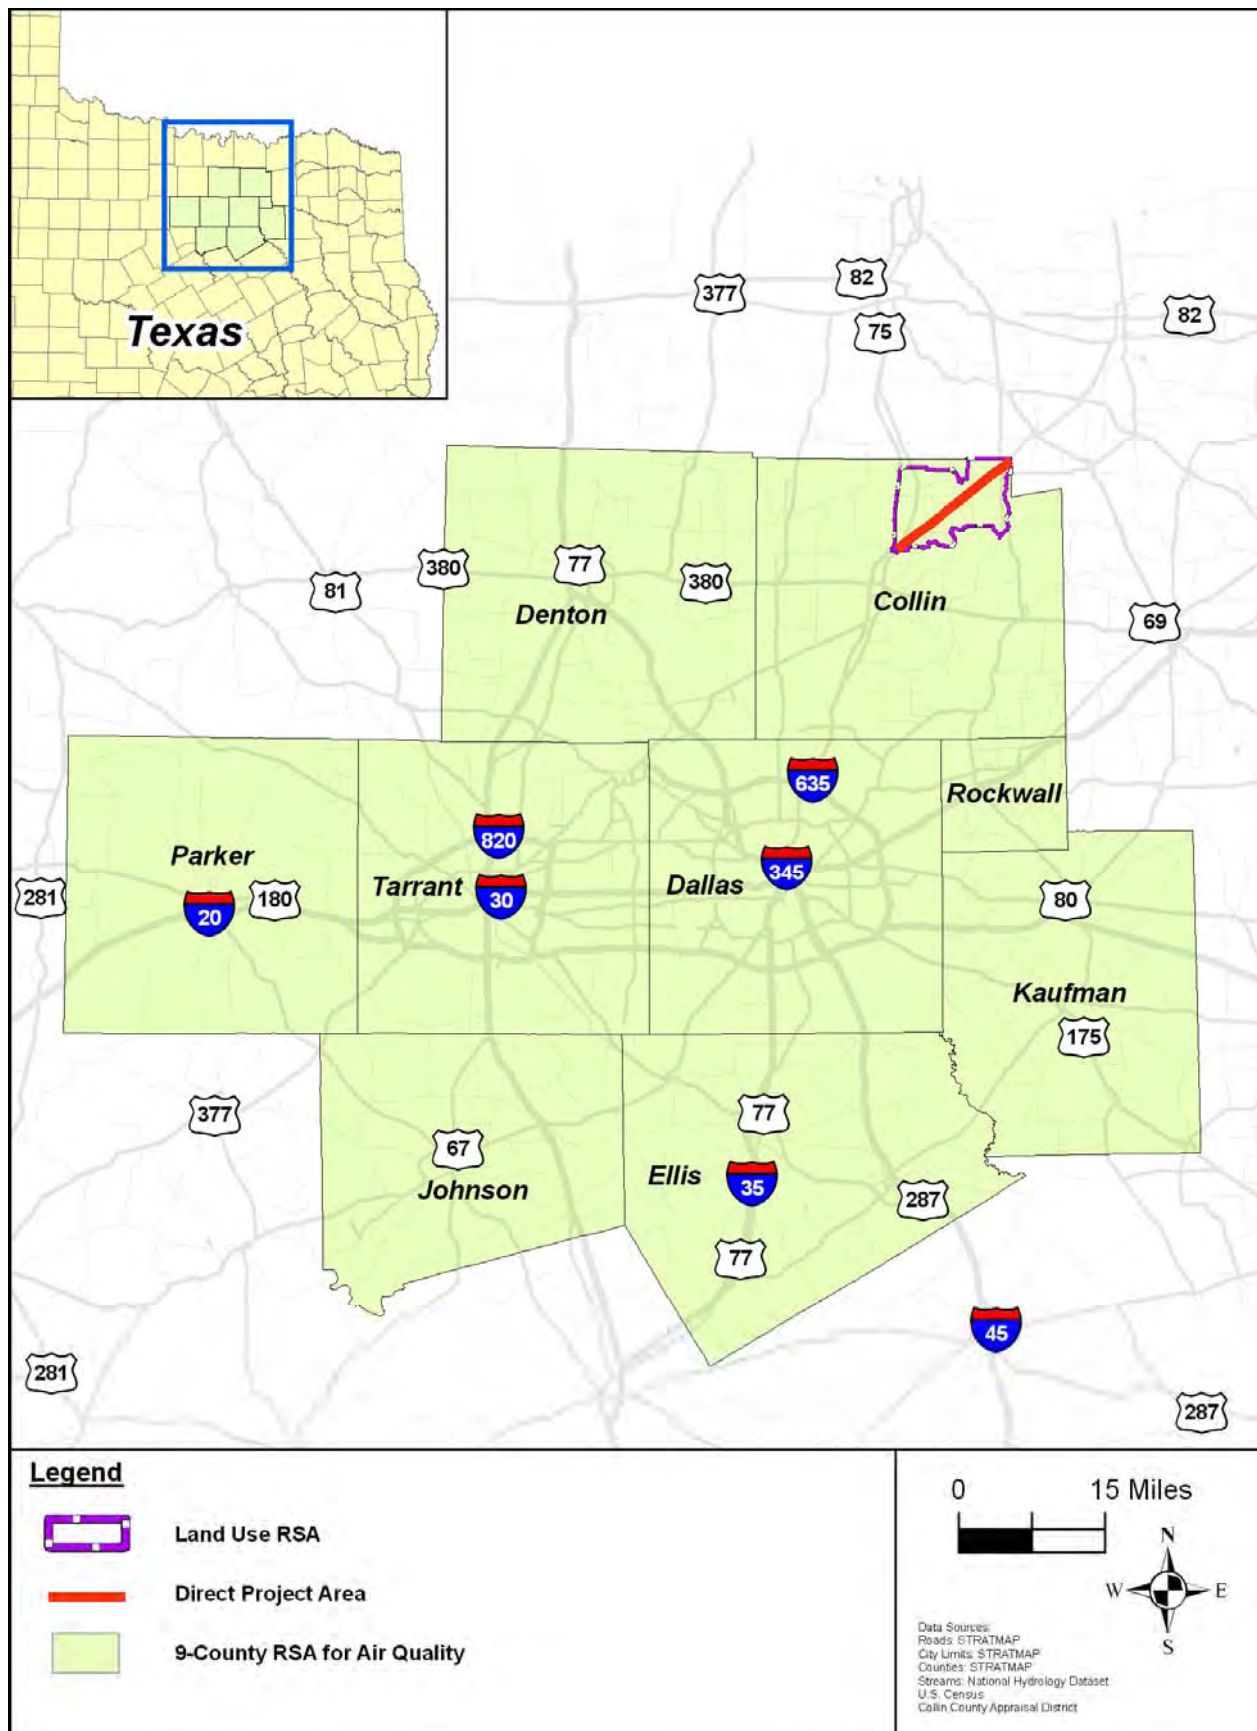 Texas
377
82
82
75
81
380
77
380
69
Denton
Collin
635
Rockwall
820
Parker
345
Tarrant
30
Dallas
281
20
180
80
Kaufman
175
377
77
67
Ellis
35
Johnson
287
77
45
281
287
Legend
Land Use RSA
Direct Project Area
9-County RSA for Air Quality
0 15 Miles
N
W E
S
Data Sources:
Roads: STRATMAP
City Limits: STRATMAP
Counties: STRATMAP
Streams: National Hydrology Dataset
U.S. Census
Collin County Appraisal District